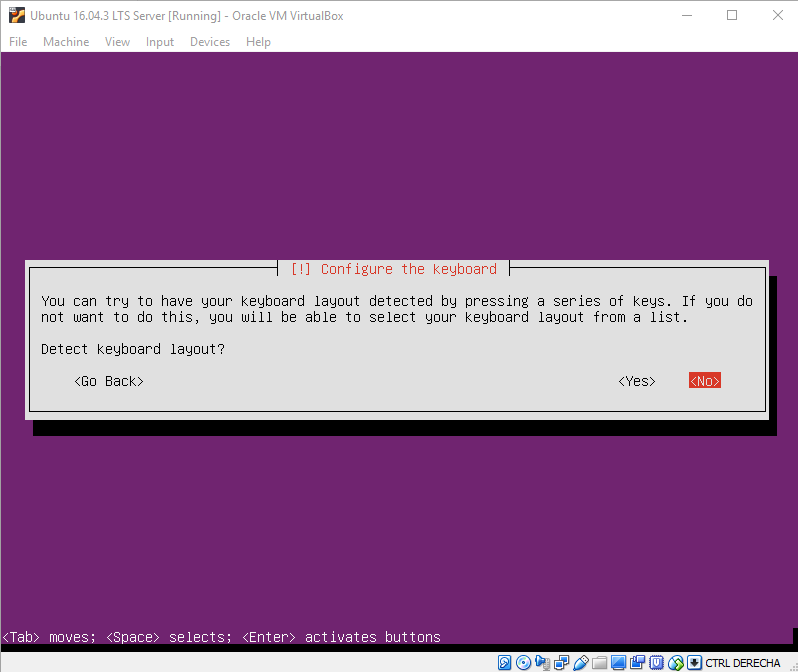 Ubuntu 16.04.3 LTS Server [Running] - Oracle VM VirtualBox
File Machine View Input Devices Help
[!] Configure the keyboard
You can try to have your keyboard layout detected by pressing a series of keys. If you do
not want to do this, you will be able to select your keyboard layout from a list.
Detect keyboard layout?
<Go Back> <Yes> <No>
<Tab> moves; <Space> selects; <Enter> activates buttons
CTRL DERECHA